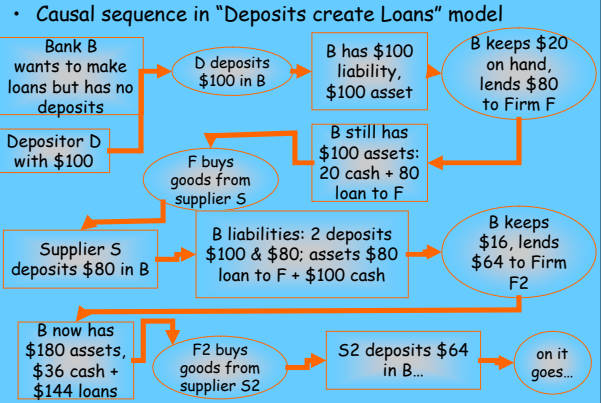 • Causal sequence in “Deposits create Loans” model
Bank B
wants to make
loans but has no
deposits
Depositor D
with $100
D deposits
$100 in B
B has $100
liability,
$100 asset
B keeps $20
on hand,
lends $80
to Firm F
B still has
$100 assets:
20 cash + 80
loan to F
F buys
goods from
supplier S
Supplier S
deposits $80 in B
B liabilities: 2 deposits
$100 & $80; assets $80
loan to F + $100 cash
B keeps
$16, lends
$64 to Firm
F2
B now has
$180 assets,
$36 cash +
$144 loans
F2 buys
goods from
supplier S2
S2 deposits $64
in B…
on it
goes…